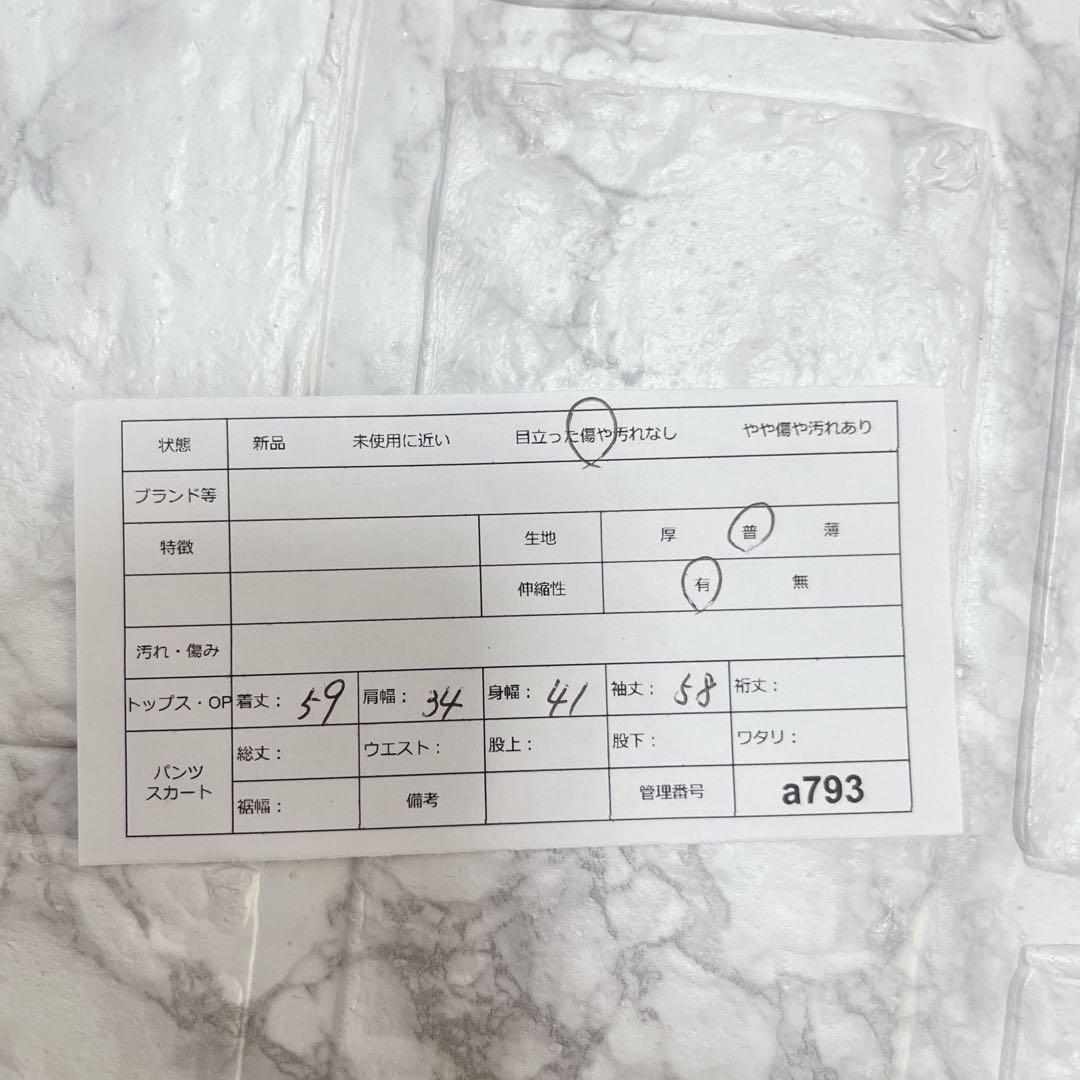 状態 新品 未使用に近い 目立った傷や汚れなし やや傷や汚れあり
ブランド等
特徴 生地 厚 普 薄
伸縮性 有 無
汚れ・傷み
トップス・OP 着丈: 59 肩幅: 34 身幅: 41 袖丈: 58 裄丈:
パンツ
スカート
総丈: ウエスト: 股上: 股下: ワタリ:
裾幅: 備考 管理番号 a793